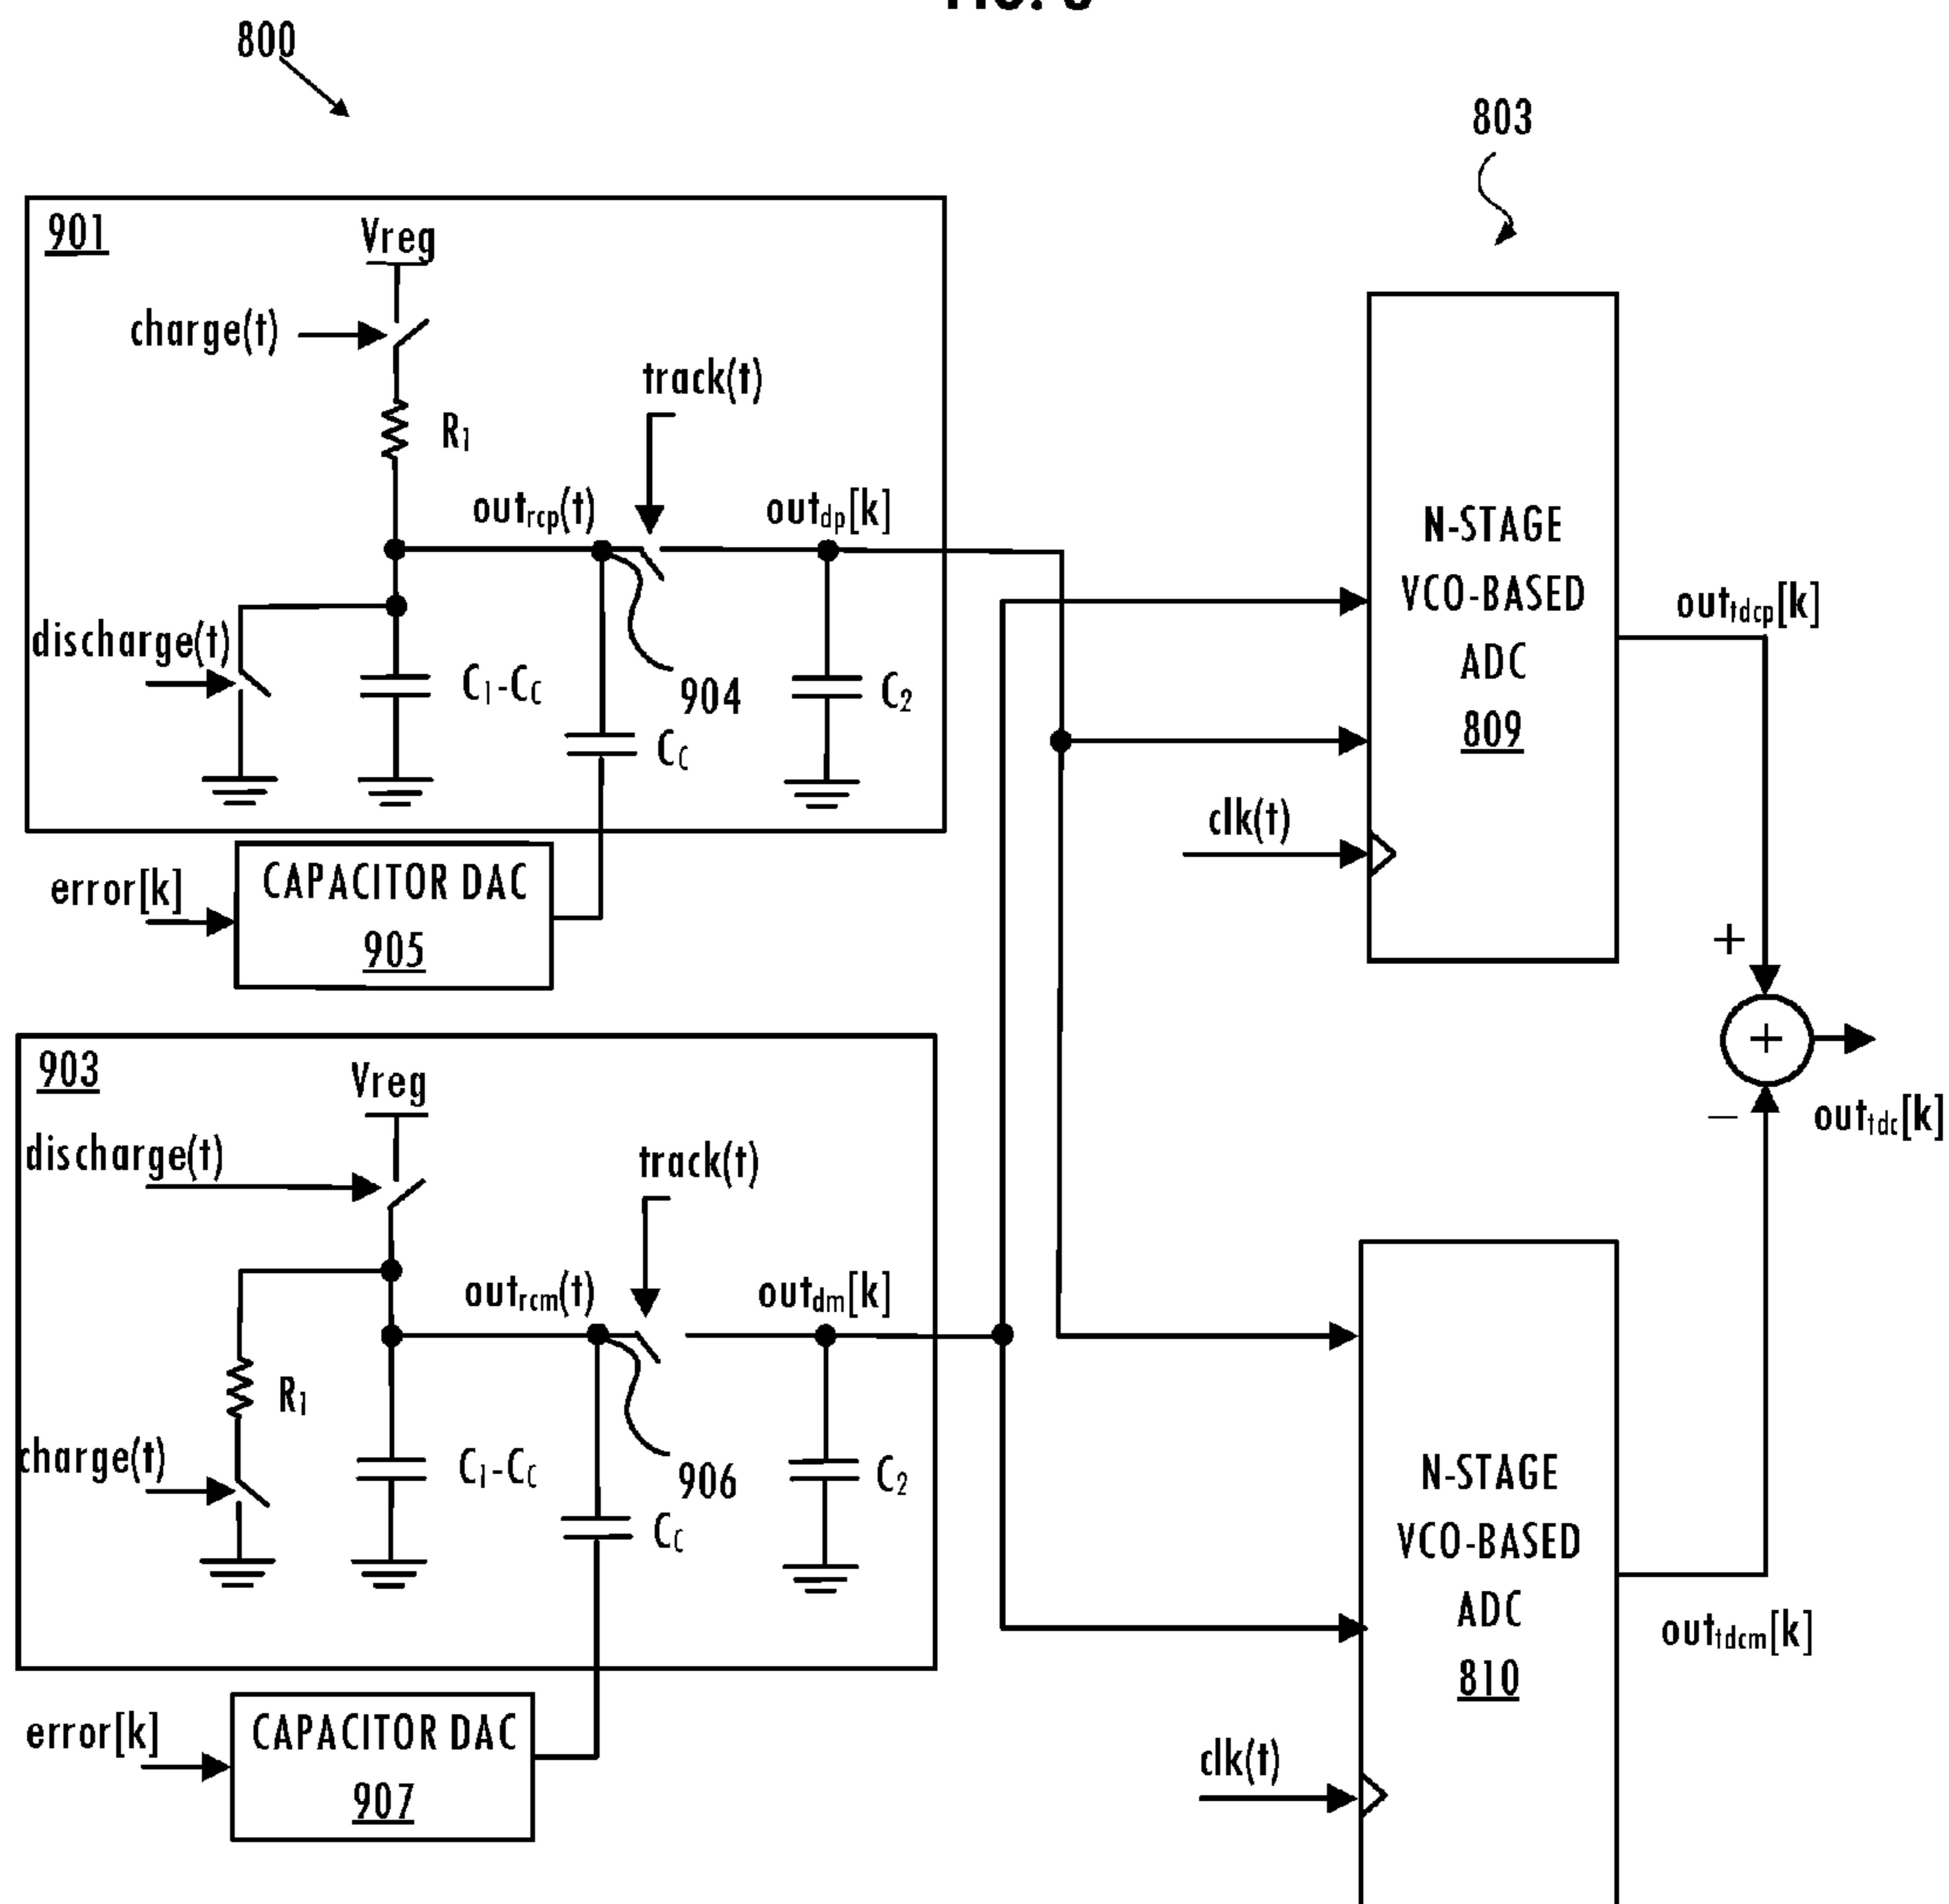 800
803
901
Vreg
charge(t)
track(t)
R1
outrcp(t)
outdp[k]
discharge(t)
C1-CC
904
C2
CC
error[k]
CAPACITOR DAC
905
N-STAGE
VCO-BASED
ADC
809
clk(t)
outtdcp[k]
+
+
−
outtdc[k]
903
Vreg
discharge(t)
track(t)
outrcm(t)
outdm[k]
R1
charge(t)
C1-CC
906
C2
CC
error[k]
CAPACITOR DAC
907
N-STAGE
VCO-BASED
ADC
810
clk(t)
outtdcm[k]